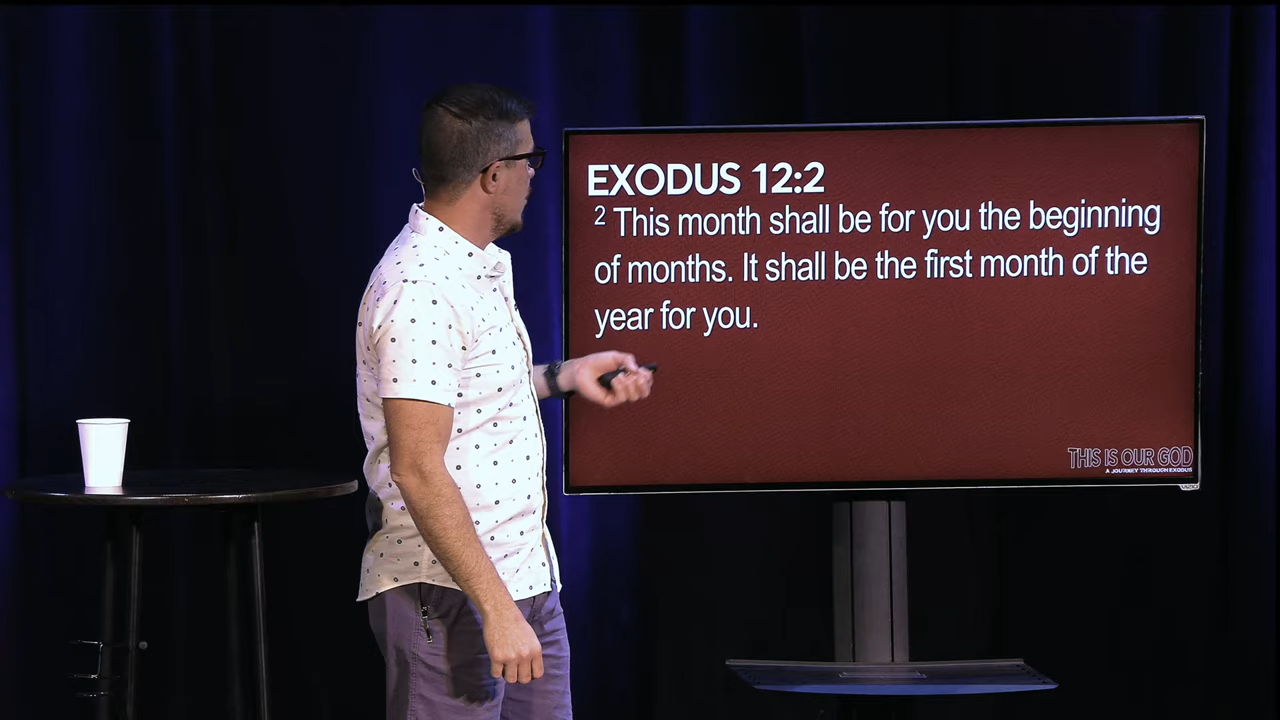 EXODUS 12:2
2 This month shall be for you the beginning
of months. It shall be the first month of the
year for you.
THIS IS OUR GOD
A JOURNEY THROUGH EXODUS
VIZIO